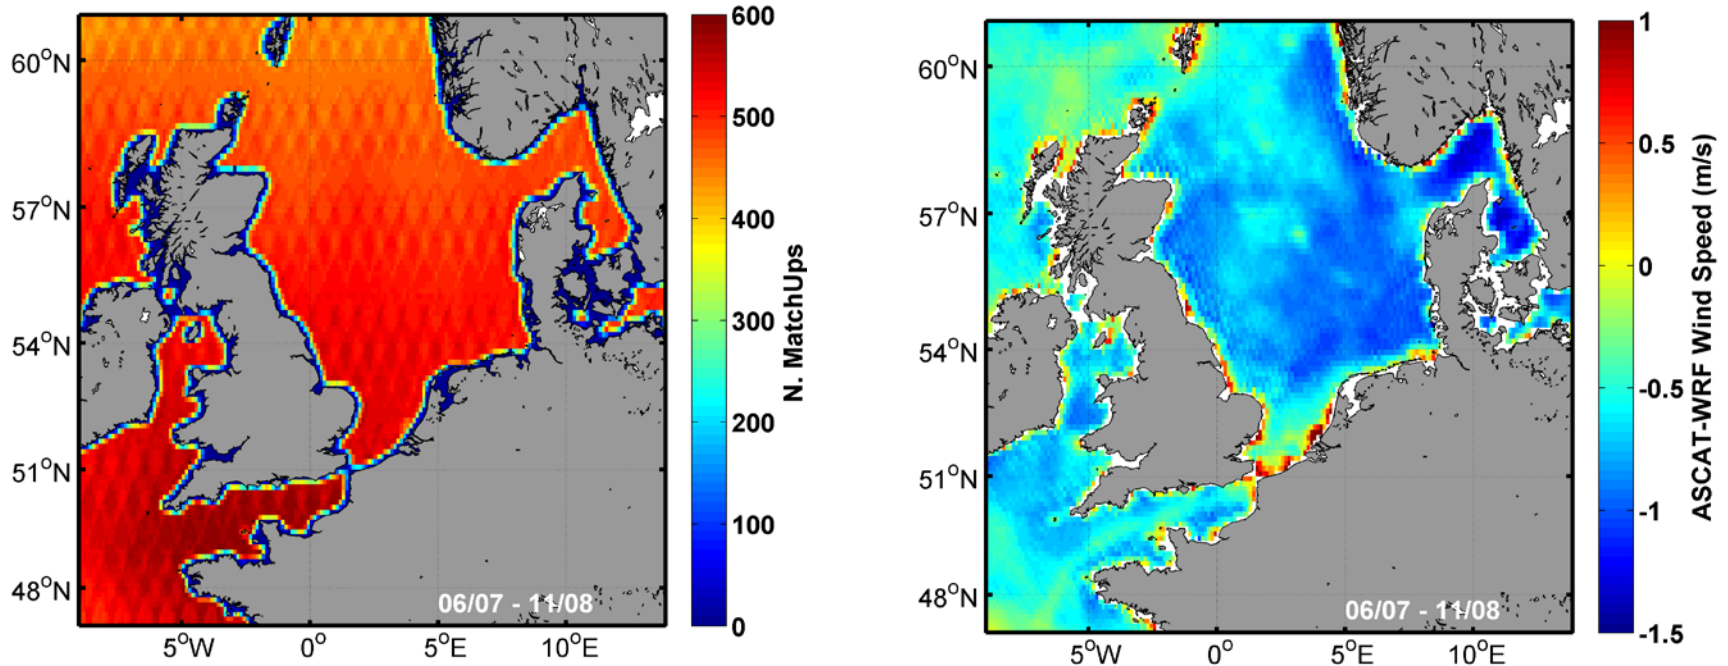 600
500
400
300
200
100
0
N. MatchUps
60°N
57°N
54°N
51°N
48°N
5°W
0°
5°E
10°E
06/07 - 11/08
1
0.5
0
-0.5
-1
-1.5
ASCAT-WRF Wind Speed (m/s)
60°N
57°N
54°N
51°N
48°N
5°W
0°
5°E
10°E
06/07 - 11/08